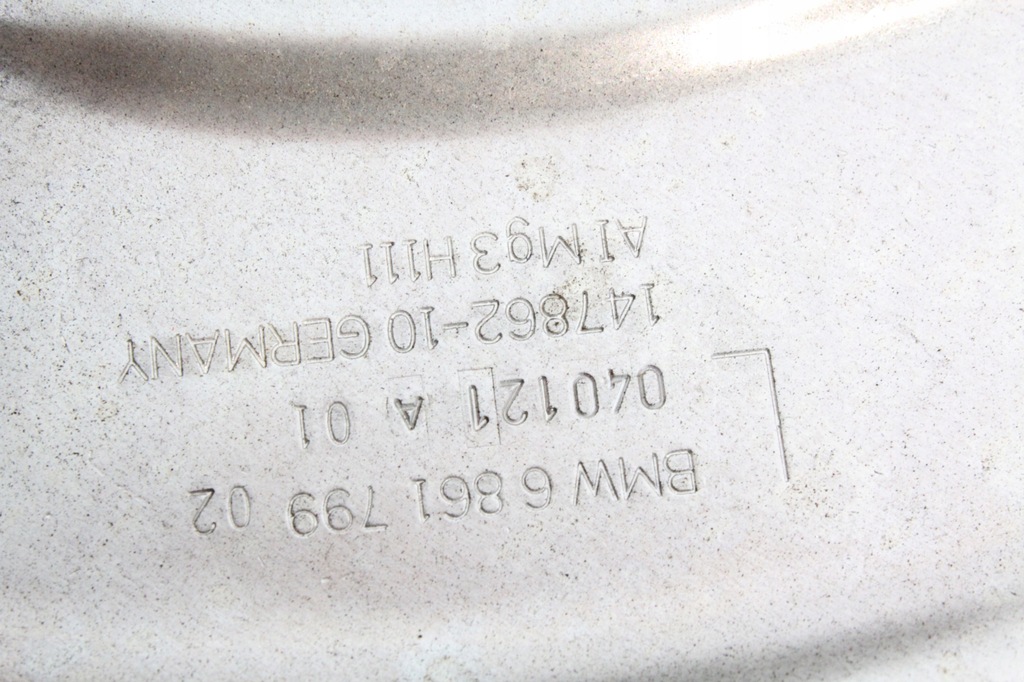 BMW 6 861 799 02
040121 A 01
147862-10 GERMANY
AlMg3 H111